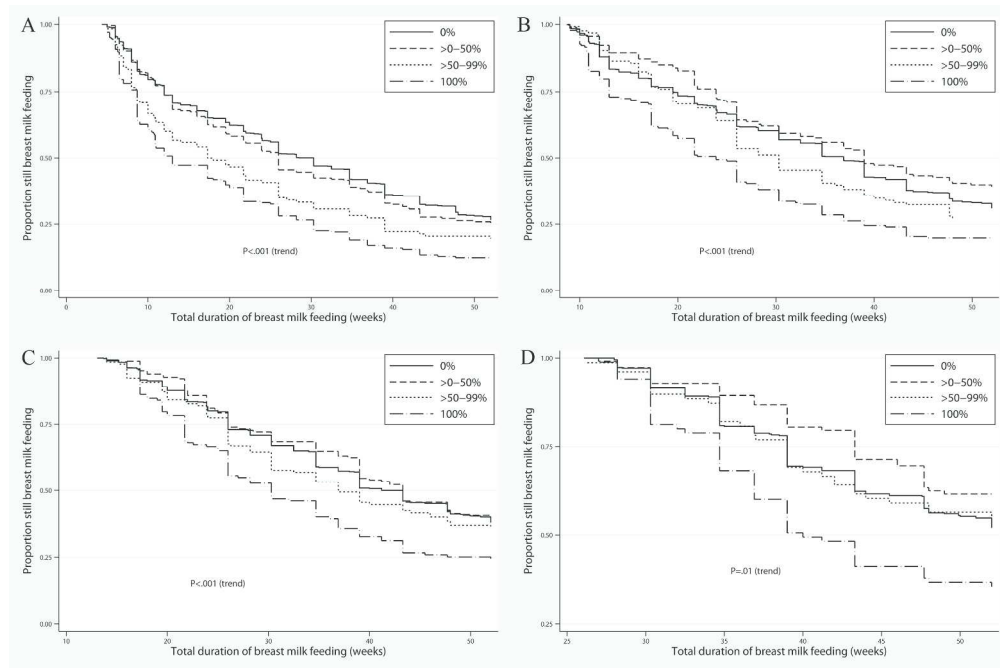 A
1.00
0.75
0.50
0.25
0.00
Proportion still breast milk feeding
0%
>0–50%
>50–99%
100%
P<.001 (trend)
0 10 20 30 40 50
Total duration of breast milk feeding (weeks)
B
1.00
0.75
0.50
0.25
0.00
Proportion still breast milk feeding
0%
>0–50%
>50–99%
100%
P<.001 (trend)
10 20 30 40 50
Total duration of breast milk feeding (weeks)
C
1.00
0.75
0.50
0.25
0.00
Proportion still breast milk feeding
0%
>0–50%
>50–99%
100%
P<.001 (trend)
10 20 30 40 50
Total duration of breast milk feeding (weeks)
D
1.00
0.75
0.50
0.25
Proportion still breast milk feeding
0%
>0–50%
>50–99%
100%
P=.01 (trend)
25 30 35 40 45 50
Total duration of breast milk feeding (weeks)